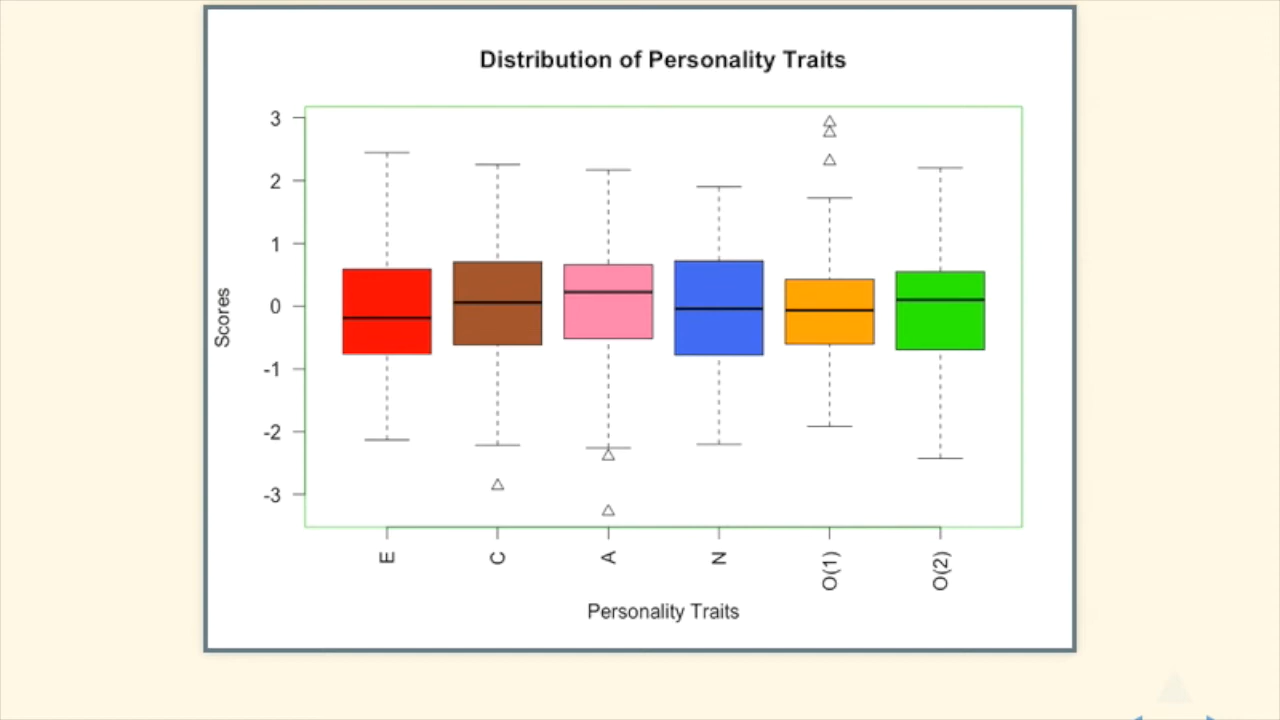 Distribution of Personality Traits
3
2
1
0
-1
-2
-3
Scores
E
C
A
N
O(1)
O(2)
Personality Traits